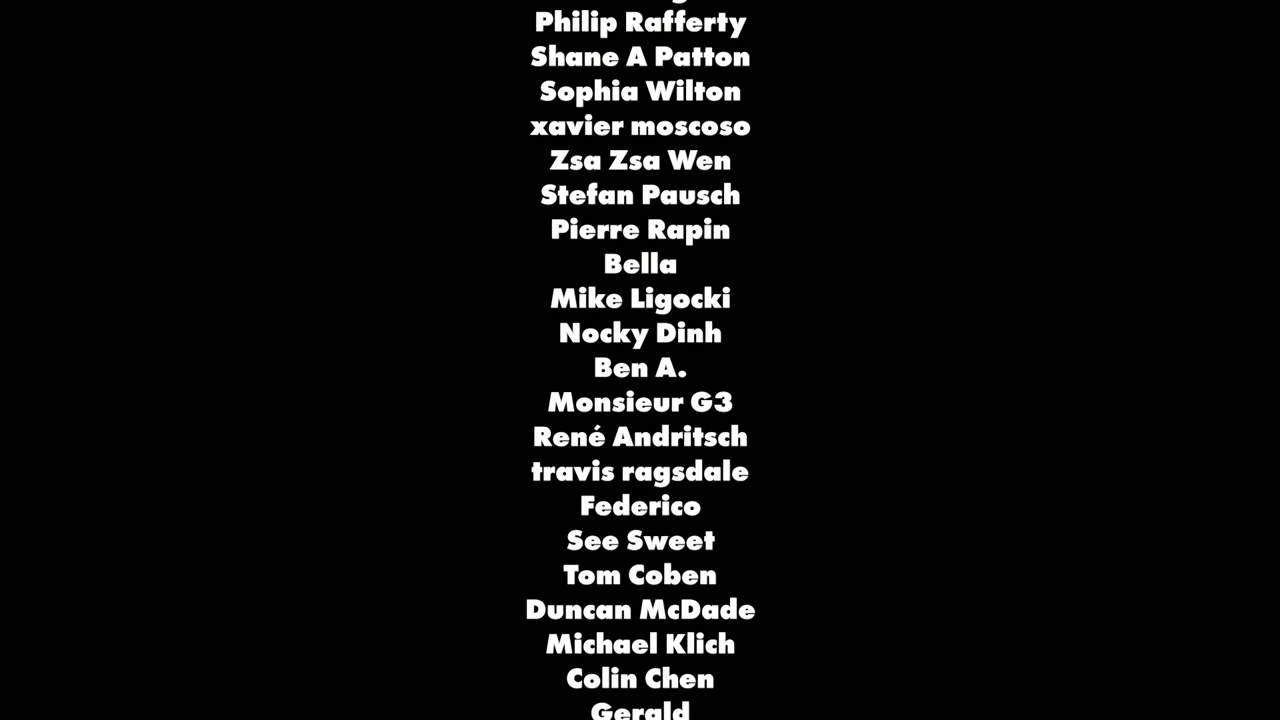 Philip Rafferty
Shane A Patton
Sophia Wilton
xavier moscoso
Zsa Zsa Wen
Stefan Pausch
Pierre Rapin
Bella
Mike Ligocki
Nocky Dinh
Ben A.
Monsieur G3
René Andritsch
travis ragsdale
Federico
See Sweet
Tom Coben
Duncan McDade
Michael Klich
Colin Chen
Gerald